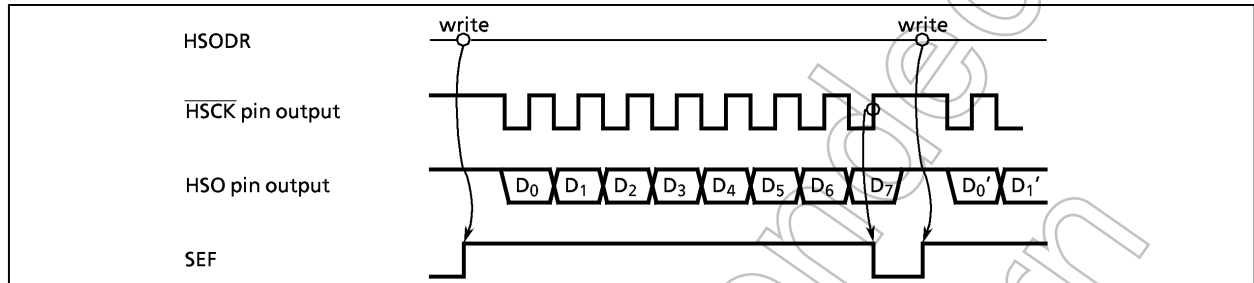 write write
HSODR
HSCK pin output
HSO pin output D₀ D₁ D₂ D₃ D₄ D₅ D₆ D₇ D₀' D₁'
SEF